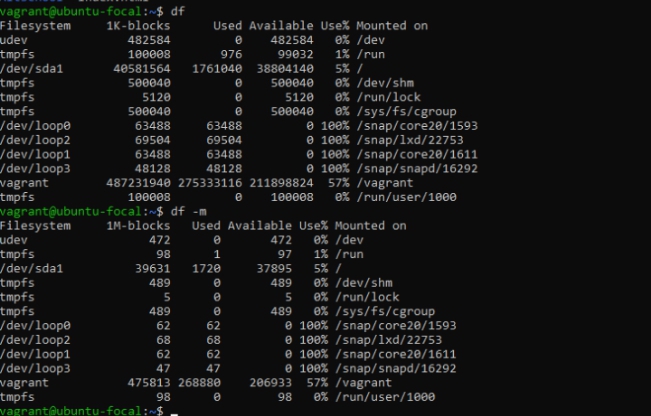 vagrant@ubuntu-focal:~$ df
Filesystem 1K-blocks Used Available Use% Mounted on
udev 482584 0 482584 0% /dev
tmpfs 100008 976 99032 1% /run
/dev/sda1 40581564 1761040 38804140 5% /
tmpfs 500040 0 500040 0% /dev/shm
tmpfs 5120 0 5120 0% /run/lock
tmpfs 500040 0 500040 0% /sys/fs/cgroup
/dev/loop0 63488 63488 0 100% /snap/core20/1593
/dev/loop2 69504 69504 0 100% /snap/lxd/22753
/dev/loop1 63488 63488 0 100% /snap/core20/1611
/dev/loop3 48128 48128 0 100% /snap/snapd/16292
vagrant 487231940 275333116 211898824 57% /vagrant
tmpfs 100008 0 100008 0% /run/user/1000
vagrant@ubuntu-focal:~$ df -m
Filesystem 1M-blocks Used Available Use% Mounted on
udev 472 0 472 0% /dev
tmpfs 98 1 97 1% /run
/dev/sda1 39631 1720 37895 5% /
tmpfs 489 0 489 0% /dev/shm
tmpfs 5 0 5 0% /run/lock
tmpfs 489 0 489 0% /sys/fs/cgroup
/dev/loop0 62 62 0 100% /snap/core20/1593
/dev/loop2 68 68 0 100% /snap/lxd/22753
/dev/loop1 62 62 0 100% /snap/core20/1611
/dev/loop3 47 47 0 100% /snap/snapd/16292
vagrant 475813 268880 206933 57% /vagrant
tmpfs 98 0 98 0% /run/user/1000
vagrant@ubuntu-focal:~$